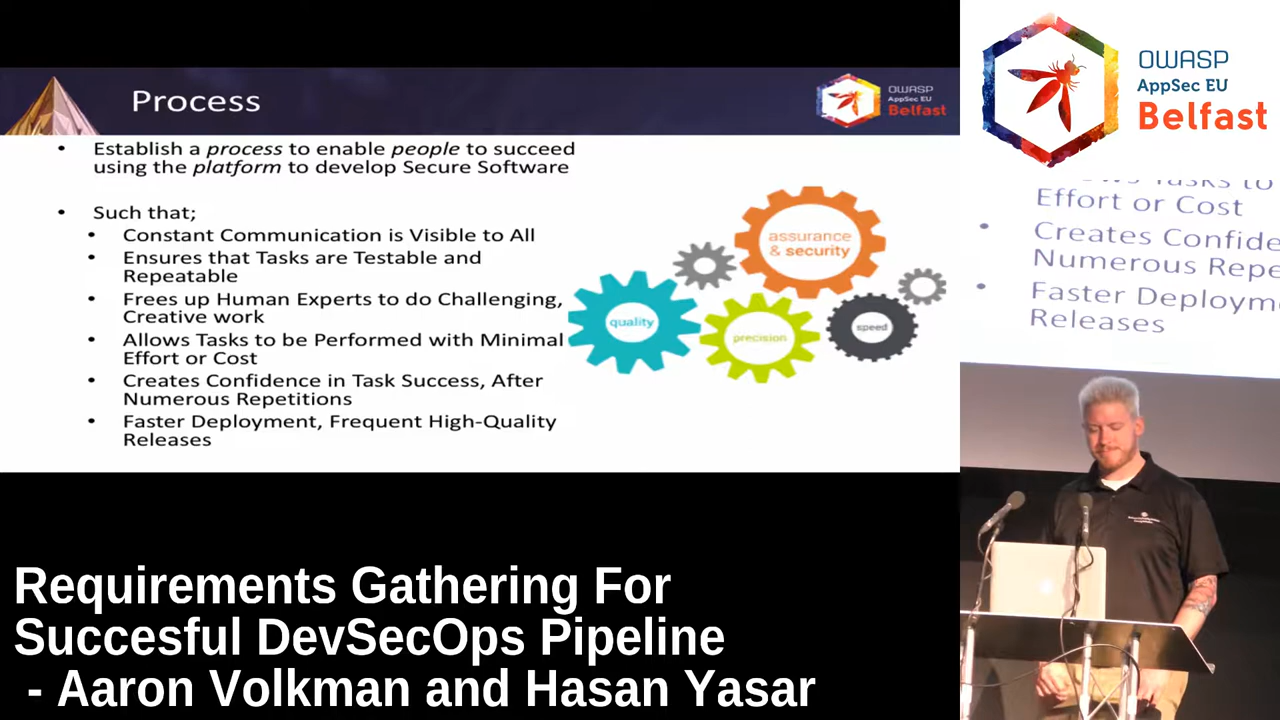 Process
OWASP
AppSec EU
Belfast
• Establish a process to enable people to succeed
using the platform to develop Secure Software
• Such that;
• Constant Communication is Visible to All
• Ensures that Tasks are Testable and
Repeatable
• Frees up Human Experts to do Challenging,
Creative work
• Allows Tasks to be Performed with Minimal
Effort or Cost
• Creates Confidence in Task Success, After
Numerous Repetitions
• Faster Deployment, Frequent High-Quality
Releases
assurance
& security
quality
precision
speed
OWASP
AppSec EU
Belfast
Tasks to
Effort or Cost
• Creates Confide
Numerous Repe
• Faster Deploym
Releases
Requirements Gathering For
Succesful DevSecOps Pipeline
- Aaron Volkman and Hasan Yasar